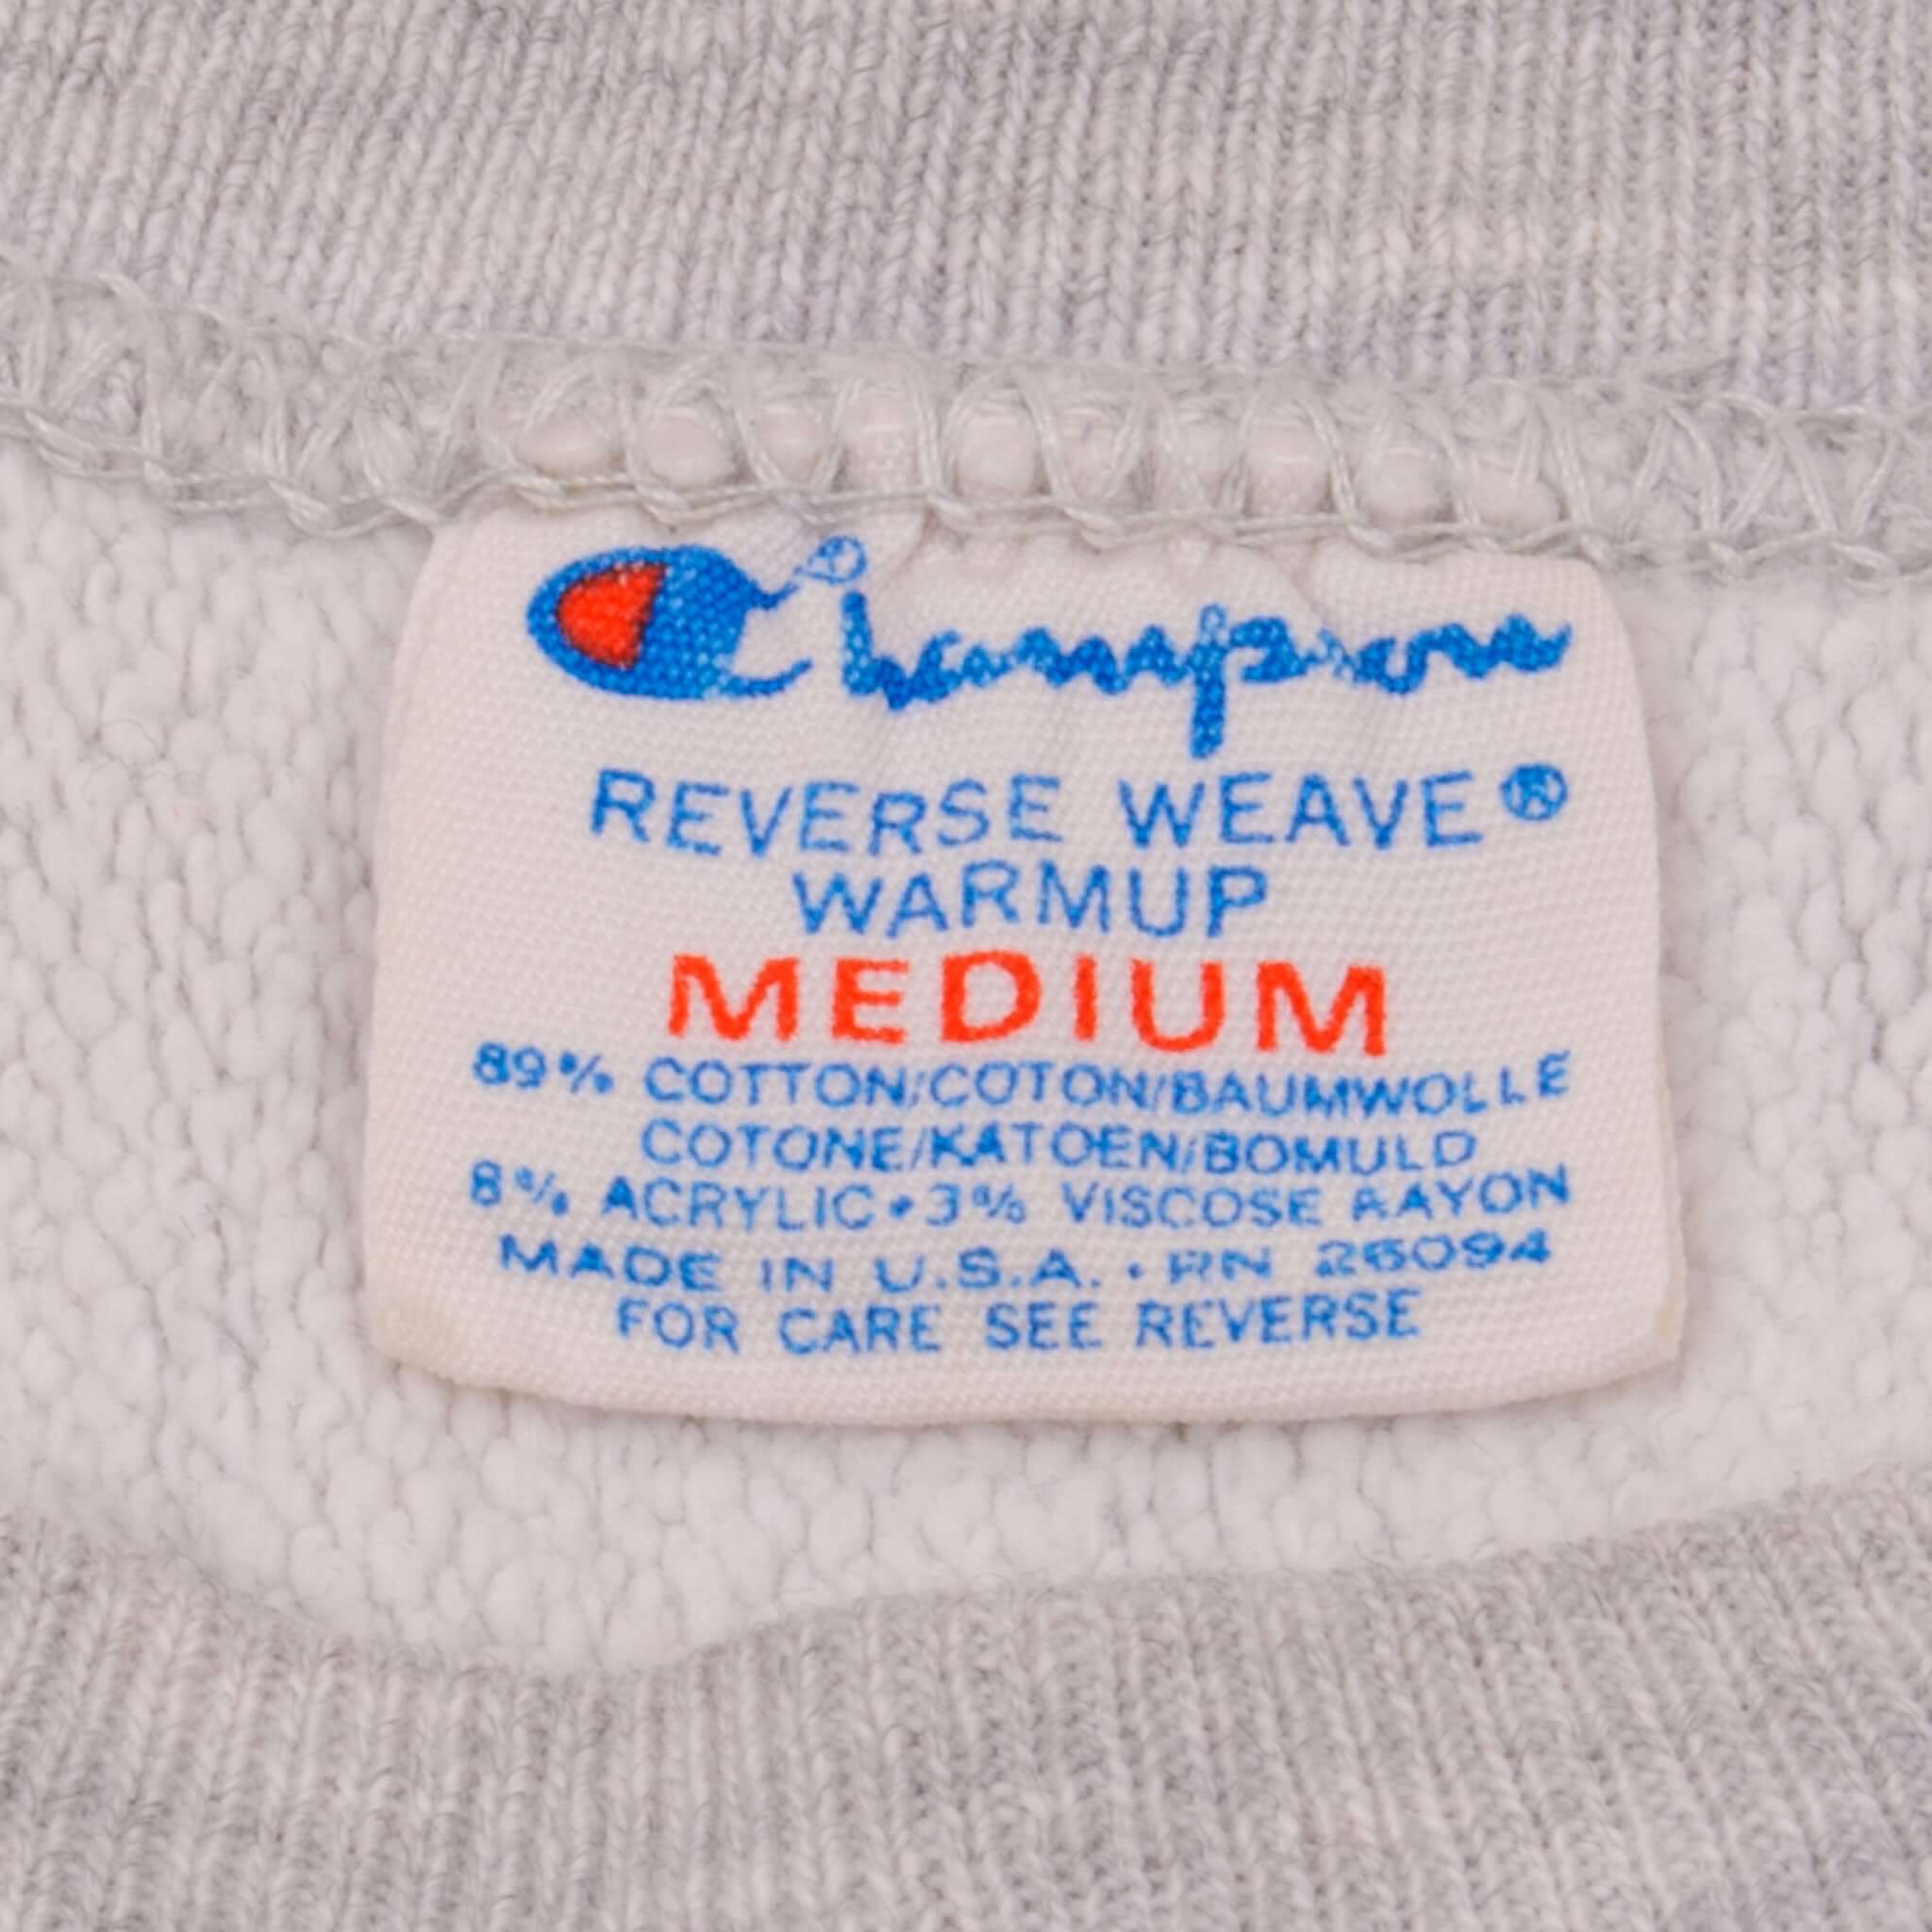 Champion®
REVERSE WEAVE®
WARMUP
MEDIUM
89% COTTON/COTON/BAUMWOLLE
COTONE/KATOEN/BOMULD
8% ACRYLIC • 3% VISCOSE RAYON
MADE IN U.S.A. • RN 26094
FOR CARE SEE REVERSE